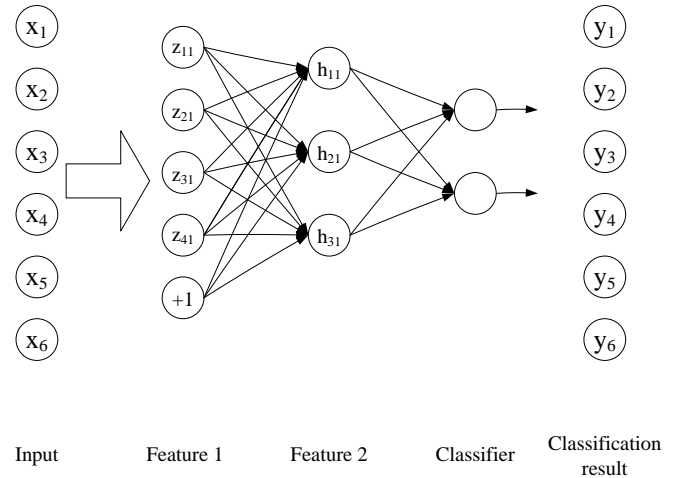 x1
x2
x3
x4
x5
x6
z11
z21
z31
z41
+1
h11
h21
h31
y1
y2
y3
y4
y5
y6
Input
Feature 1
Feature 2
Classifier
Classification
result